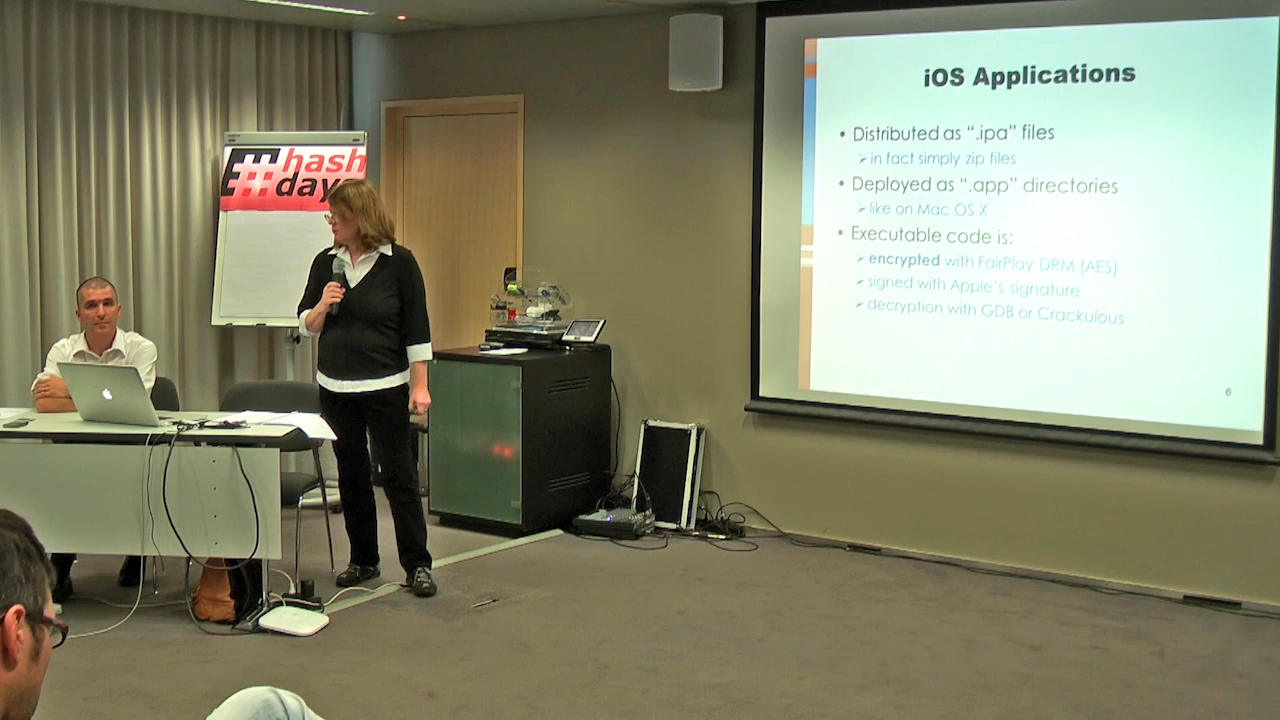 hash
days
iOS Applications
• Distributed as “.ipa” files
➢ in fact simply zip files
• Deployed as “.app” directories
➢ like on Mac OS X
• Executable code is:
➢ encrypted with FairPlay DRM (AES)
➢ signed with Apple’s signature
➢ decryption with GDB or Crackulous
6